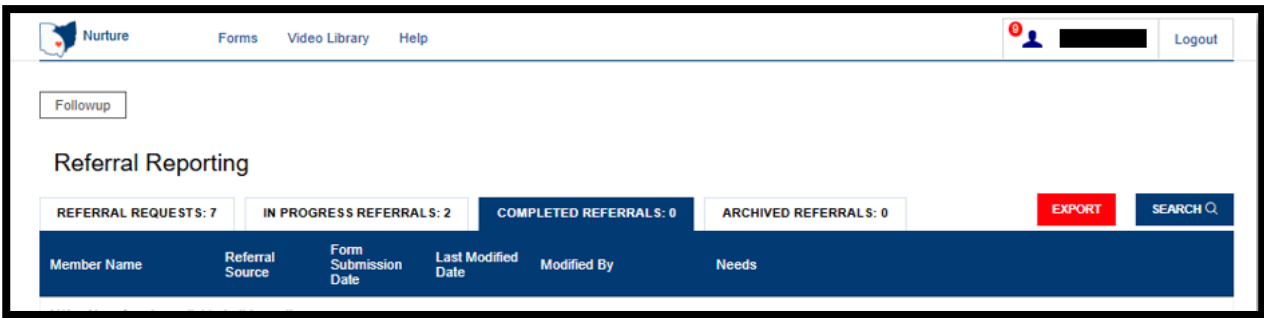 Nurture Forms Video Library Help 9 Logout
Followup
Referral Reporting
REFERRAL REQUESTS: 7 IN PROGRESS REFERRALS: 2 COMPLETED REFERRALS: 0 ARCHIVED REFERRALS: 0 EXPORT SEARCH
Member Name
Referral
Source
Form
Submission
Date
Last Modified
Date
Modified By
Needs